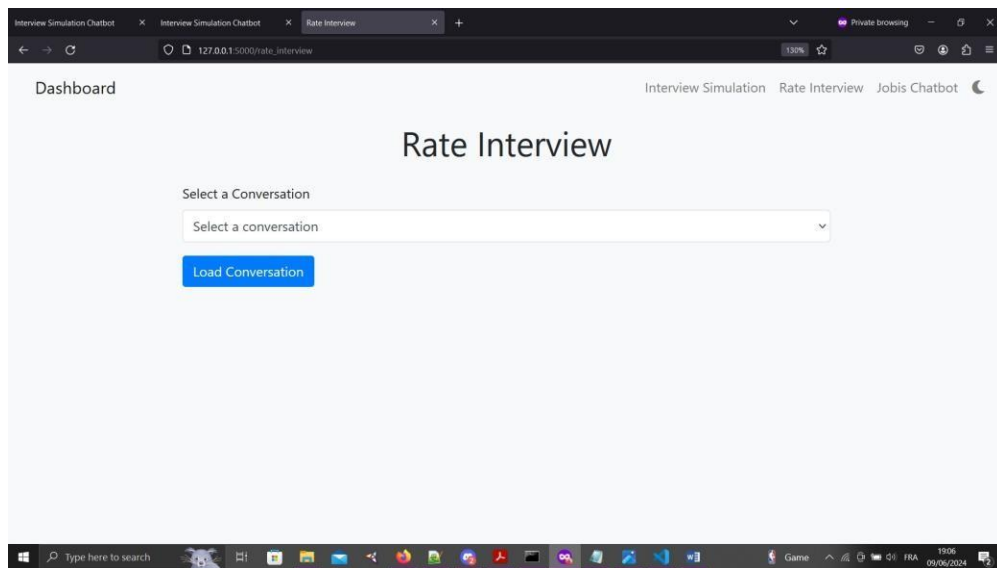 Interview Simulation Chatbot
Interview Simulation Chatbot
Rate Interview
Private browsing
127.0.0.1:5000/rate_interview
130%
Dashboard
Interview Simulation Rate Interview Jobis Chatbot
Rate Interview
Select a Conversation
Select a conversation
Load Conversation
Type here to search
Game
FRA
19:06
09/06/2024